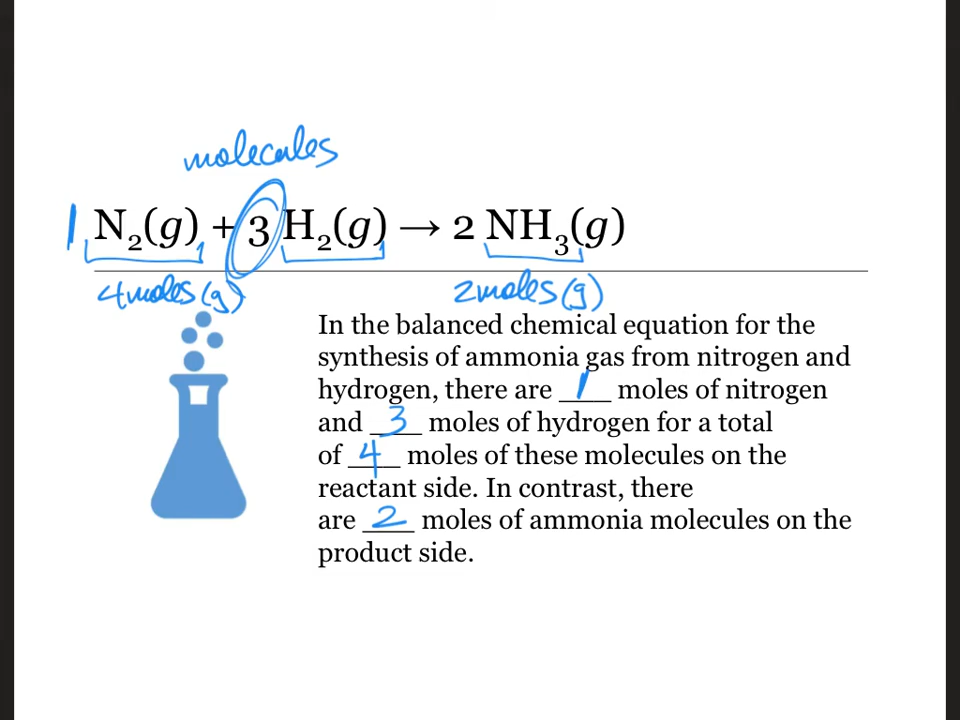 molecules
1 N₂(g) + 3 H₂(g) → 2 NH₃(g)
4 moles (g) 2 moles (g)
In the balanced chemical equation for the
synthesis of ammonia gas from nitrogen and
hydrogen, there are 1 moles of nitrogen
and 3 moles of hydrogen for a total
of 4 moles of these molecules on the
reactant side. In contrast, there
are 2 moles of ammonia molecules on the
product side.